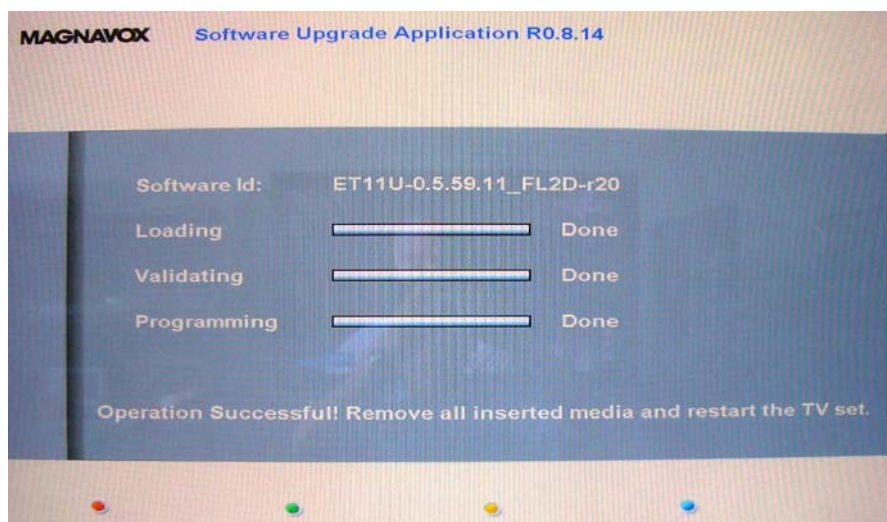 MAGNAVOX Software Upgrade Application R0.8.14
Software Id: ET11U-0.5.59.11_FL2D-r20
Loading Done
Validating Done
Programming Done
Operation Successful! Remove all inserted media and restart the TV set.